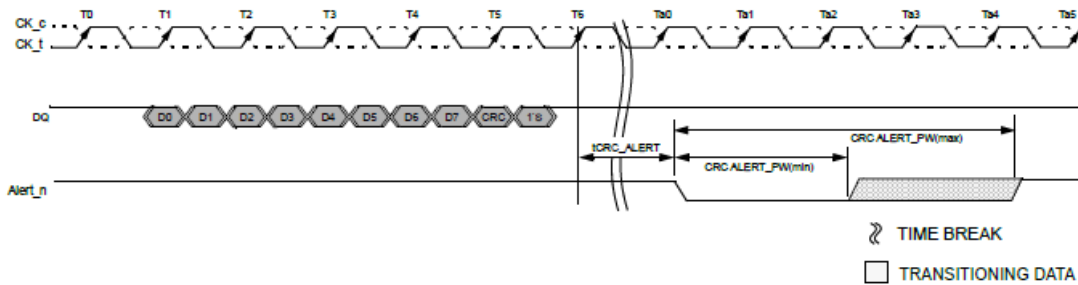 T0 T1 T2 T3 T4 T5 T6 Ta0 Ta1 Ta2 Ta3 Ta4 Ta5
CK_c
CK_t
DQ D0 D1 D2 D3 D4 D5 D6 D7 CRC 1'S
CRC ALERT_PW(max)
tCRC_ALERT
CRC ALERT_PW(min)
Alert_n
TIME BREAK
TRANSITIONING DATA